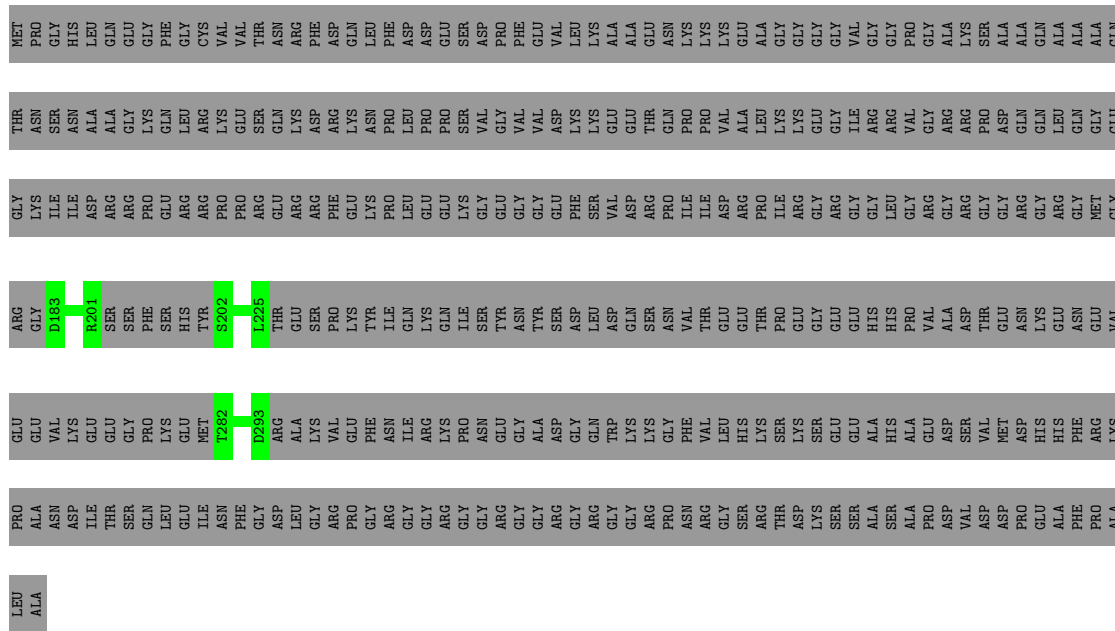 MET PRO GLY HIS LEU GLN GLU GLY PHE GLY CYS VAL VAL THR ASN ARG PHE ASP GLN LEU PHE ASP ASP GLU SER ASP PRO PHE GLU VAL LEU LYS ALA ALA GLU ASN LYS LYS LYS GLU ALA GLY GLY GLY GLY VAL GLY GLY PRO GLY ALA LYS SER ALA ALA GLN ALA ALA ALA GLN
THR ASN SER ASN ALA ALA GLY LYS GLN LEU ARG LYS GLU SER GLN LYS ASP ARG LYS ASN PRO LEU PRO PRO SER VAL GLY VAL VAL ASP LYS LYS GLU GLU THR GLN PRO PRO VAL ALA LEU LYS LYS GLU GLY ILE ARG ARG VAL GLY ARG ARG PRO ASP GLN GLN LEU GLN GLY GLU
GLY LYS ILE ILE ASP ARG ARG PRO GLU ARG ARG PRO PRO ARG GLU ARG ARG PHE GLU LYS PRO LEU GLU GLU LYS GLY GLU GLY GLY GLU PHE SER VAL ASP ARG PRO ILE ILE ASP ARG PRO ILE ARG GLY ARG GLY GLY LEU GLY ARG GLY ARG GLY GLY ARG GLY ARG GLY MET GLY
ARG GLY D183 R201 SER SER PHE SER HIS TYR S202 L225 THR GLU SER PRO LYS TYR ILE GLN LYS GLN ILE SER TYR ASN TYR SER ASP LEU ASP GLN SER ASN VAL THR GLU GLU THR PRO GLU GLY GLU GLU HIS HIS PRO VAL ALA ASP THR GLU ASN LYS GLU ASN GLU VAL
GLU GLU VAL LYS GLU GLU GLY PRO LYS GLU MET T282 D293 ARG ALA LYS VAL GLU PHE ASN ILE ARG LYS PRO ASN GLU GLY ALA ASP GLY GLN TRP LYS LYS GLY PHE VAL LEU HIS LYS SER LYS SER GLU GLU ALA HIS ALA GLU ASP SER VAL MET ASP HIS HIS PHE ARG LYS
PRO ALA ASN ASP ILE THR SER GLN LEU GLU ILE ASN PHE GLY ASP LEU GLY ARG PRO GLY ARG GLY GLY ARG GLY GLY ARG GLY GLY ARG GLY ARG GLY GLY ARG PRO ASN ARG GLY SER ARG THR ASP LYS SER SER ALA SER ALA PRO ASP VAL ASP ASP PRO GLU ALA PHE PRO ALA
LEU ALA